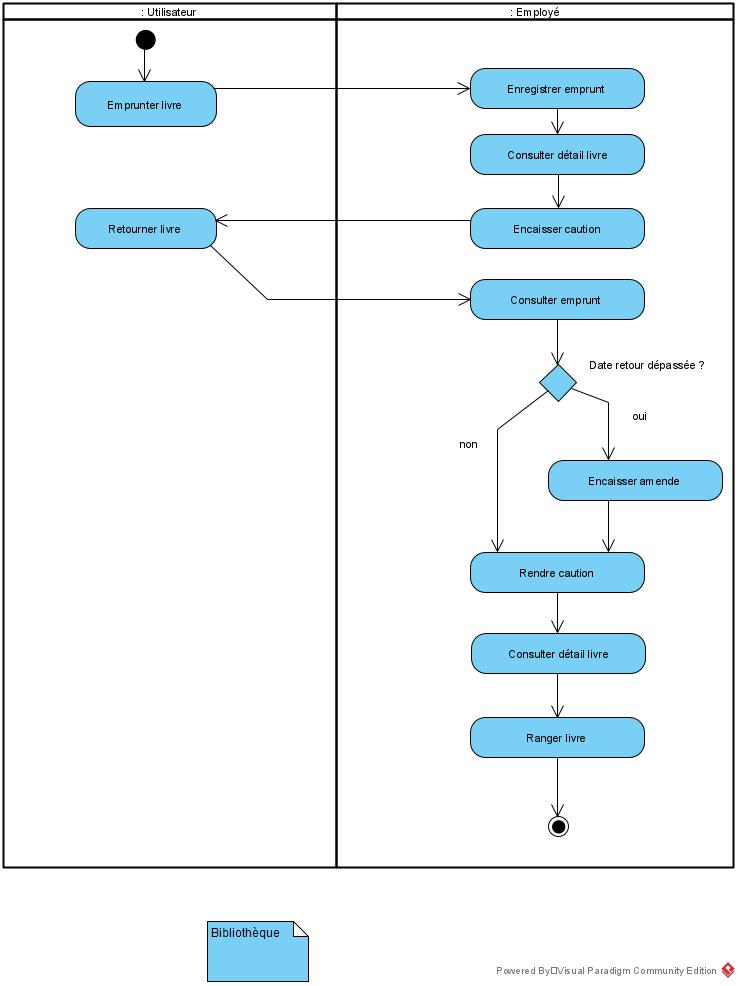 : Utilisateur
: Employé
Emprunter livre
Enregistrer emprunt
Consulter détail livre
Retourner livre
Encaisser caution
Consulter emprunt
Date retour dépassée ?
oui
non
Encaisser amende
Rendre caution
Consulter détail livre
Ranger livre
Bibliothèque
Powered By□Visual Paradigm Community Edition